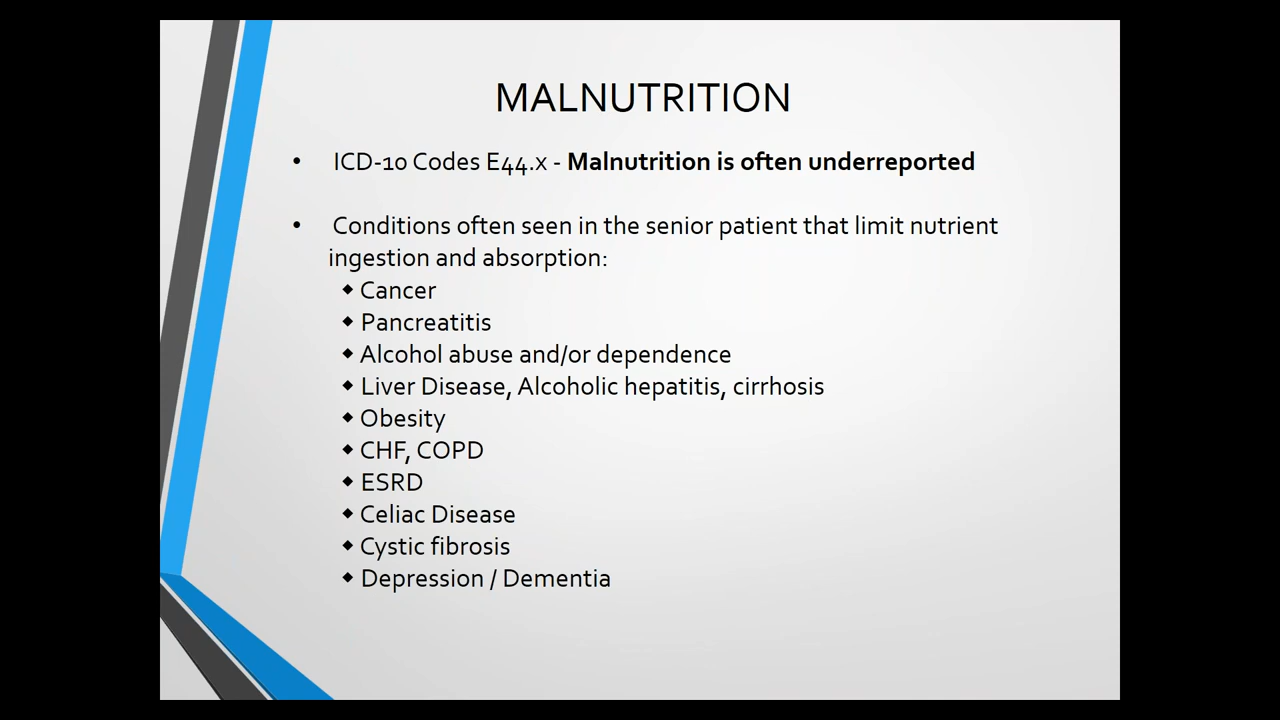 MALNUTRITION
• ICD-10 Codes E44.x - Malnutrition is often underreported
• Conditions often seen in the senior patient that limit nutrient
ingestion and absorption:
◆ Cancer
◆ Pancreatitis
◆ Alcohol abuse and/or dependence
◆ Liver Disease, Alcoholic hepatitis, cirrhosis
◆ Obesity
◆ CHF, COPD
◆ ESRD
◆ Celiac Disease
◆ Cystic fibrosis
◆ Depression / Dementia